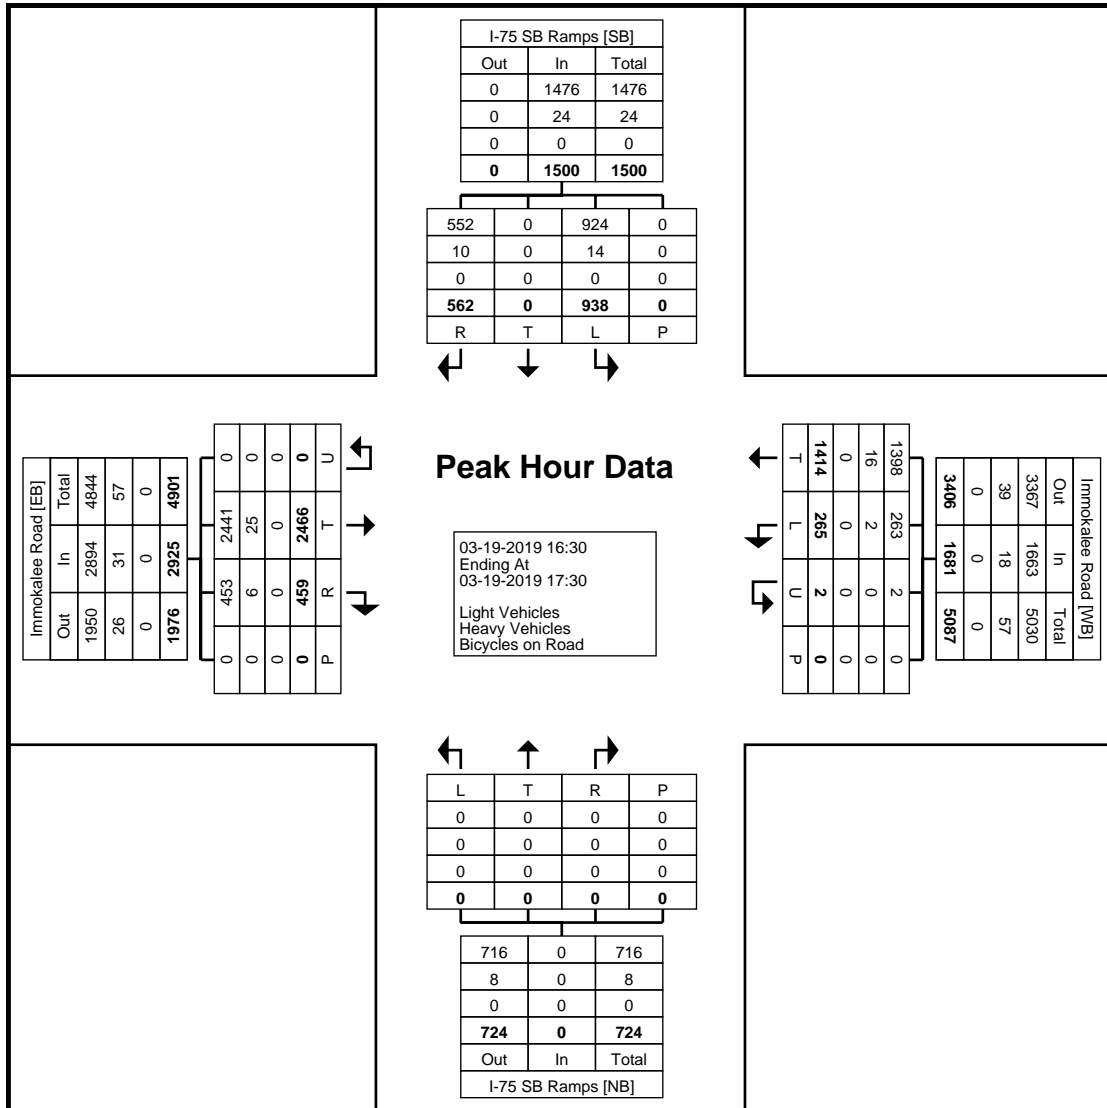 I-75 SB Ramps [SB]
Out In Total
0 1476 1476
0 24 24
0 0 0
0 1500 1500
552 0 924 0
10 0 14 0
0 0 0 0
562 0 938 0
R T L P
Immokalee Road [EB]
Total In Out
4844 2894 1950
57 31 26
0 0 0
4901 2925 1976
0 2441 453 0
0 25 6 0
0 0 0 0
0 2466 459 0
U T R P
Peak Hour Data
03-19-2019 16:30
Ending At
03-19-2019 17:30
Light Vehicles
Heavy Vehicles
Bicycles on Road
Immokalee Road [WB]
Out In Total
3367 1663 5030
39 18 57
0 0 0
3406 1681 5087
1398 263 2 0
16 2 0 0
0 0 0 0
1414 265 2 0
T L U P
L T R P
0 0 0 0
0 0 0 0
0 0 0 0
0 0 0 0
716 0 716
8 0 8
0 0 0
724 0 724
Out In Total
I-75 SB Ramps [NB]